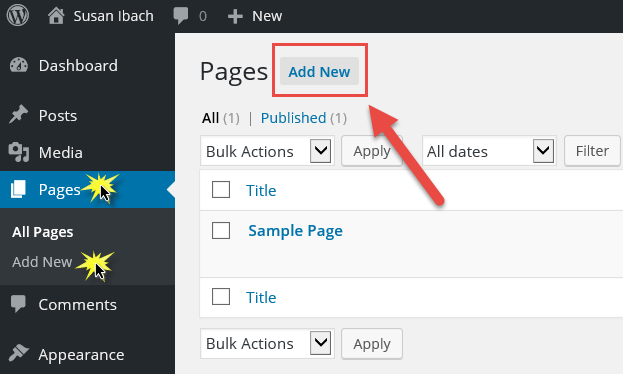 Susan Ibach 0 New
Dashboard
Posts
Media
Pages
All Pages
Add New
Comments
Appearance
Pages Add New
All (1) | Published (1)
Bulk Actions Apply All dates Filter
Title
Sample Page
Title
Bulk Actions Apply